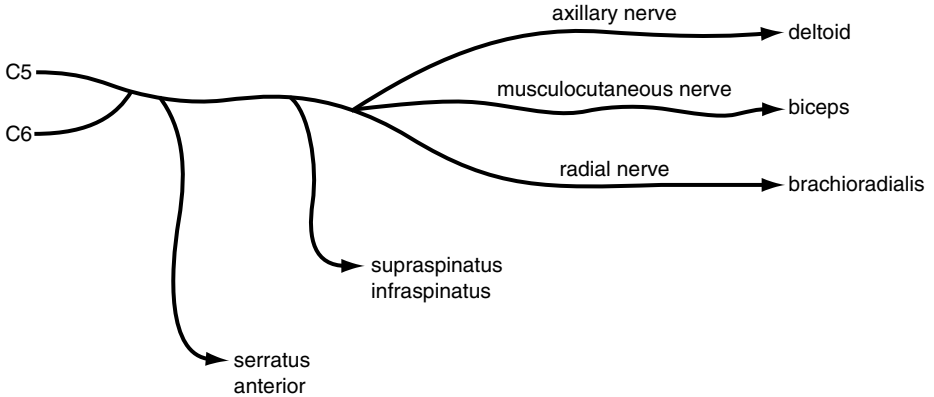 axillary nerve
deltoid
C5
musculocutaneous nerve
biceps
C6
radial nerve
brachioradialis
supraspinatus
infraspinatus
serratus
anterior